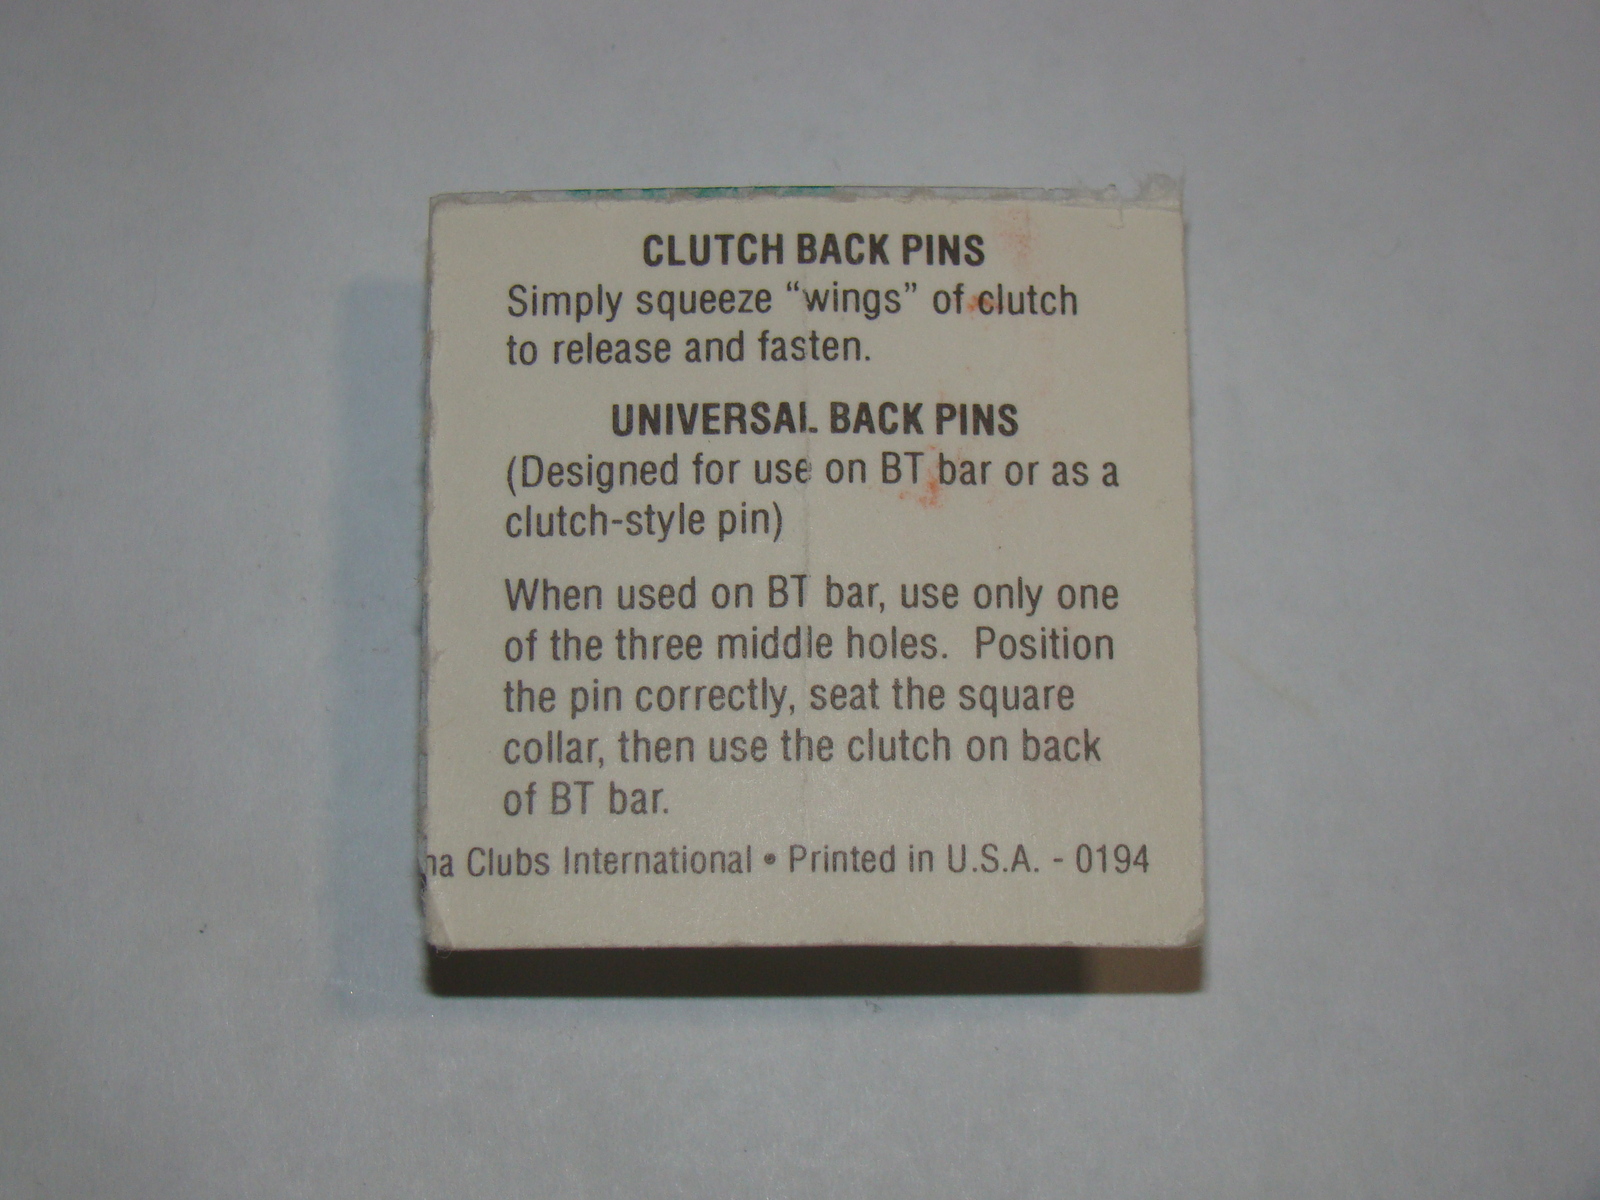 CLUTCH BACK PINS
Simply squeeze “wings” of clutch
to release and fasten.
UNIVERSAL BACK PINS
(Designed for use on BT bar or as a
clutch-style pin)
When used on BT bar, use only one
of the three middle holes. Position
the pin correctly, seat the square
collar, then use the clutch on back
of BT bar.
na Clubs International • Printed in U.S.A. - 0194